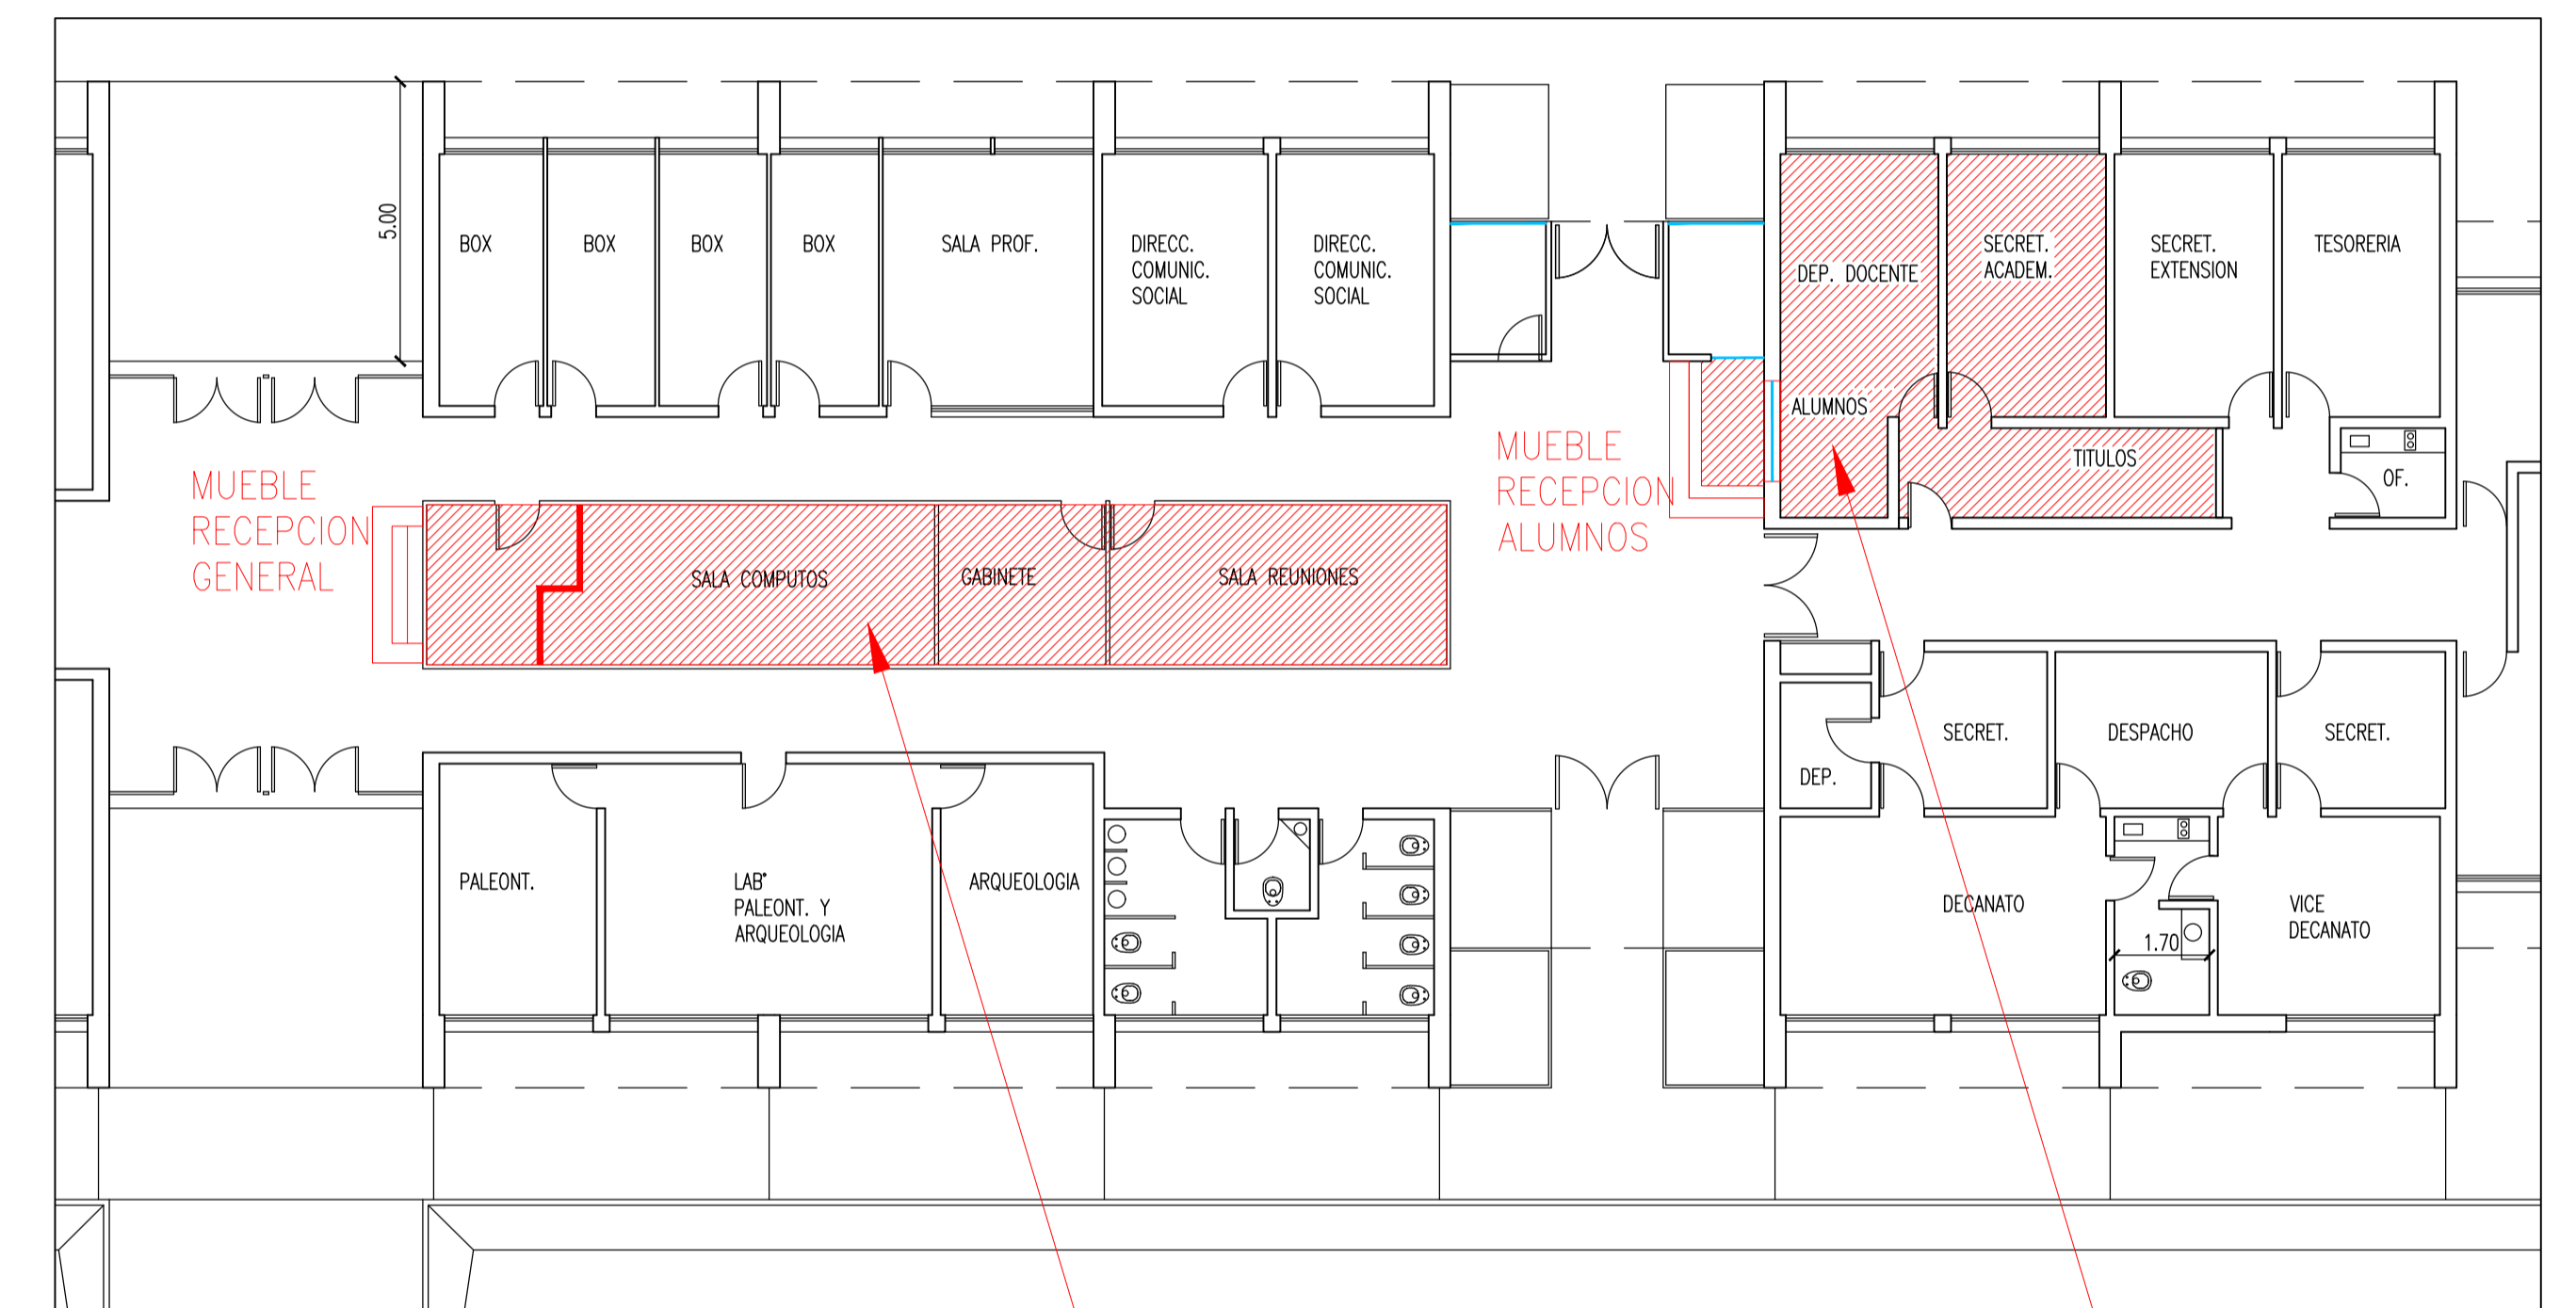 5.00
BOX
BOX
BOX
BOX
SALA PROF.
DIRECC.
COMUNIC.
SOCIAL
DIRECC.
COMUNIC.
SOCIAL
DEP. DOCENTE
SECRET.
ACADEM.
SECRET.
EXTENSION
TESORERIA
ALUMNOS
TITULOS
OF.
MUEBLE
RECEPCION
GENERAL
MUEBLE
RECEPCION
ALUMNOS
SALA COMPUTOS
GABINETE
SALA REUNIONES
SECRET.
DESPACHO
SECRET.
DEP.
PALEONT.
LAB°
PALEONT. Y
ARQUEOLOGIA
ARQUEOLOGIA
DECANATO
1.70
VICE
DECANATO